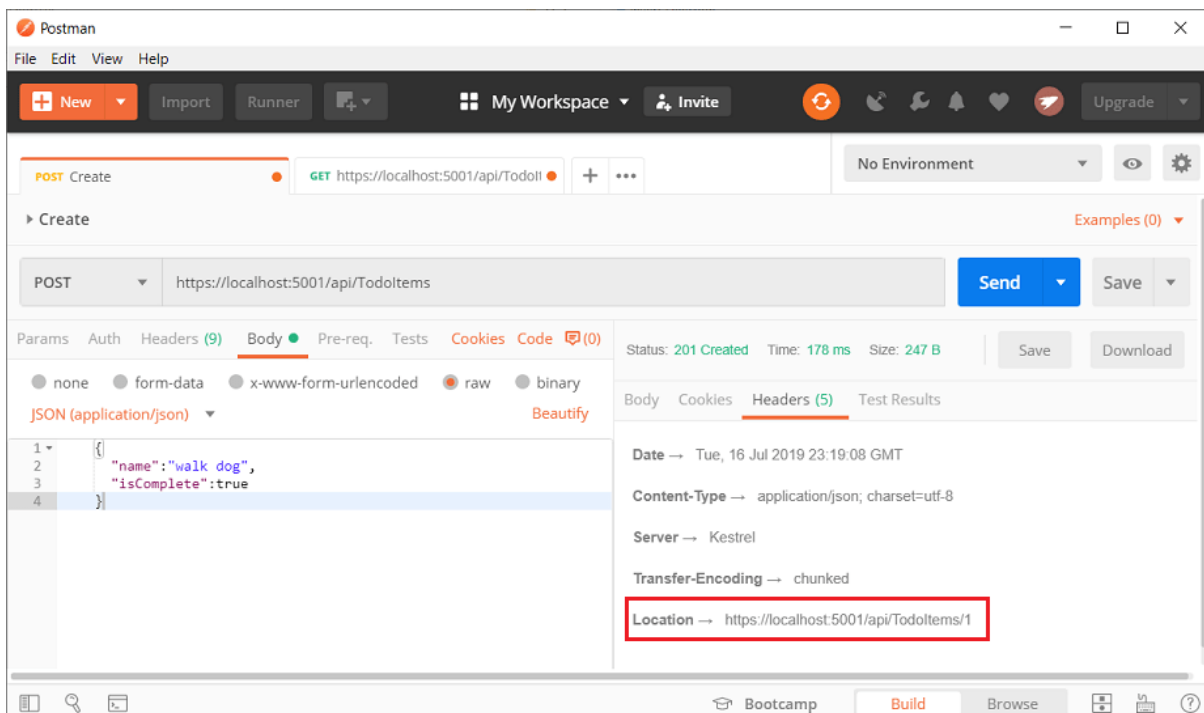 Postman
File Edit View Help
New Import Runner My Workspace Invite Upgrade
POST Create GET https://localhost:5001/api/TodoIt No Environment
Create Examples (0)
POST https://localhost:5001/api/TodoItems Send Save
Params Auth Headers (9) Body Pre-req. Tests Cookies Code (0)
Status: 201 Created Time: 178 ms Size: 247 B Save Download
none form-data x-www-form-urlencoded raw binary
JSON (application/json) Beautify
Body Cookies Headers (5) Test Results
1 {
2 "name":"walk dog",
3 "isComplete":true
4 }
Date → Tue, 16 Jul 2019 23:19:08 GMT
Content-Type → application/json; charset=utf-8
Server → Kestrel
Transfer-Encoding → chunked
Location → https://localhost:5001/api/TodoItems/1
Bootcamp Build Browse